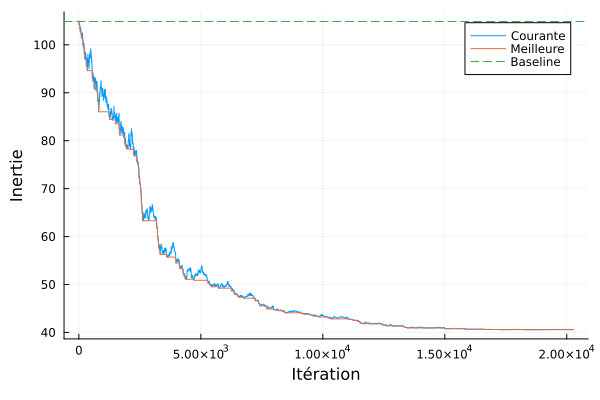 Courante
Meilleure
Baseline
100
90
80
70
60
50
40
Inertie
0
5.00×10³
1.00×10⁴
1.50×10⁴
2.00×10⁴
Itération